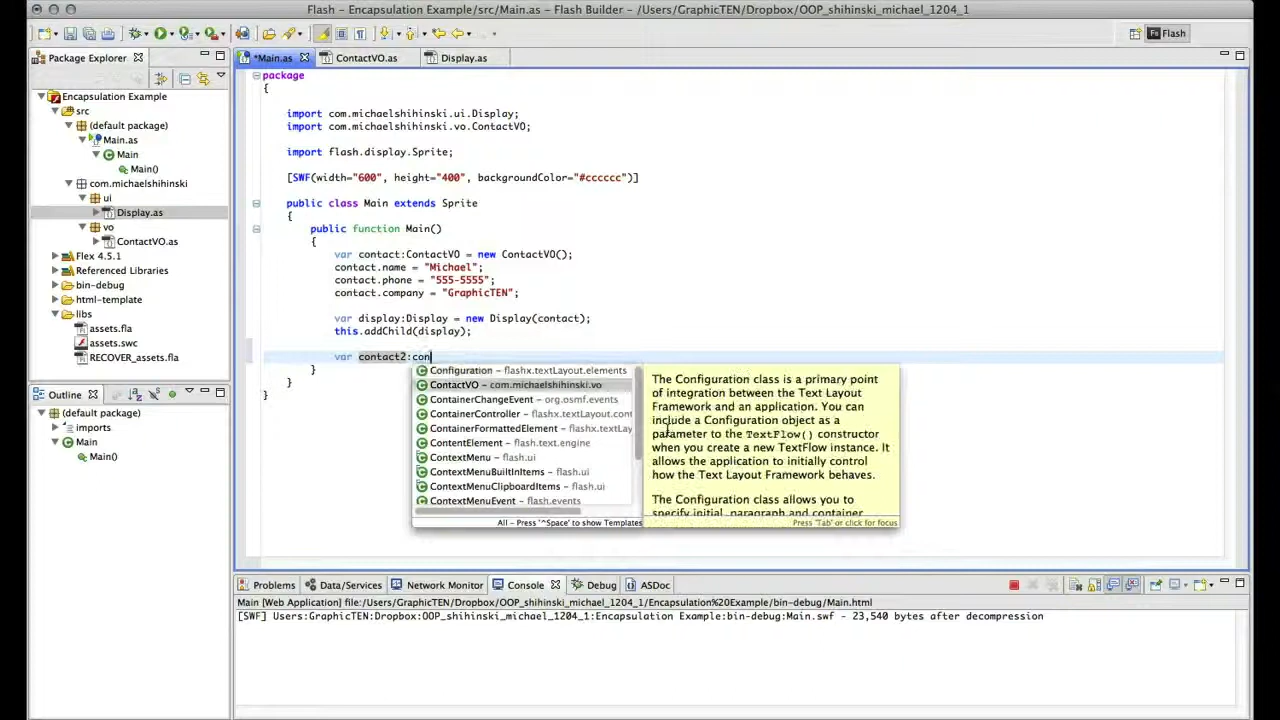 Flash - Encapsulation Example/src/Main.as - Flash Builder - /Users/GraphicTEN/Dropbox/OOP_shihinski_michael_1204_1
Flash
Package Explorer
Encapsulation Example
src
(default package)
Main.as
Main
Main()
com.michaelshihinski
ui
Display.as
vo
ContactVO.as
Flex 4.5.1
Referenced Libraries
bin-debug
html-template
libs
assets.fla
assets.swc
RECOVER_assets.fla
Outline
(default package)
imports
Main
Main()
*Main.as
ContactVO.as
Display.as
package
{
import com.michaelshihinski.ui.Display;
import com.michaelshihinski.vo.ContactVO;
import flash.display.Sprite;
[SWF(width="600", height="400", backgroundColor="#cccccc")]
public class Main extends Sprite
{
public function Main()
{
var contact:ContactVO = new ContactVO();
contact.name = "Michael";
contact.phone = "555-5555";
contact.company = "GraphicTEN";
var display:Display = new Display(contact);
this.addChild(display);
var contact2:con
}
}
}
Configuration - flashx.textLayout.elements
ContactVO - com.michaelshihinski.vo
ContainerChangeEvent - org.osmf.events
ContainerController - flashx.textLayout.cont
ContainerFormattedElement - flashx.textLay
ContentElement - flash.text.engine
ContextMenu - flash.ui
ContextMenuBuiltInItems - flash.ui
ContextMenuClipboardItems - flash.ui
ContextMenuEvent - flash.events
All - Press '^Space' to show Templates
The Configuration class is a primary point
of integration between the Text Layout
Framework and an application. You can
include a Configuration object as a
parameter to the TextFlow() constructor
when you create a new TextFlow instance. It
allows the application to initially control
how the Text Layout Framework behaves.
The Configuration class allows you to
specify initial, paragraph and container
Press 'Tab' or click for focus
Problems
Data/Services
Network Monitor
Console
Debug
ASDoc
Main [Web Application] file:/Users/GraphicTEN/Dropbox/OOP_shihinski_michael_1204_1/Encapsulation%20Example/bin-debug/Main.html
[SWF] Users:GraphicTEN:Dropbox:OOP_shihinski_michael_1204_1:Encapsulation Example:bin-debug:Main.swf - 23,540 bytes after decompression